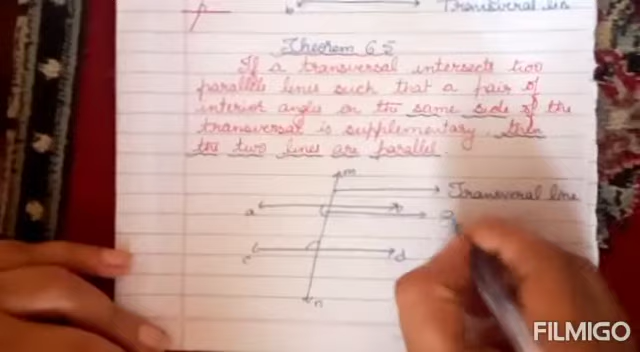 b
Transversal line
Theorem 6.5
If a transversal intersects two
parallel lines such that a pair of
interior angles on the same side of the
transversal is supplementary, then
the two lines are parallel.
m
Transversal line
a b
c d
n
FILMIGO